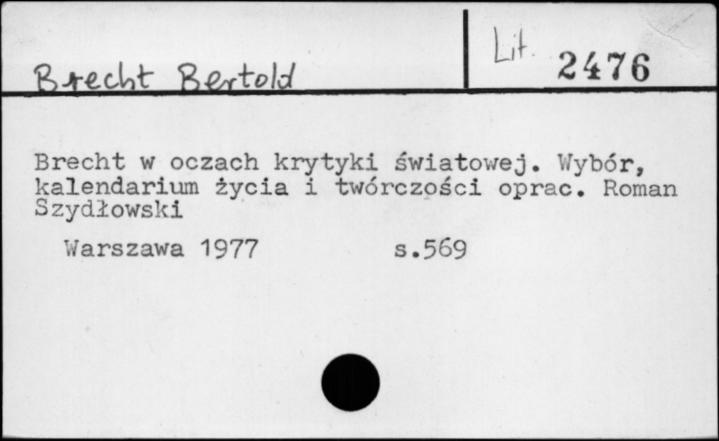 Brecht Bertold
Lit. 2476
Brecht w oczach krytyki światowej. Wybór,
kalendarium życia i twórczości oprac. Roman
Szydłowski
Warszawa 1977 s.569